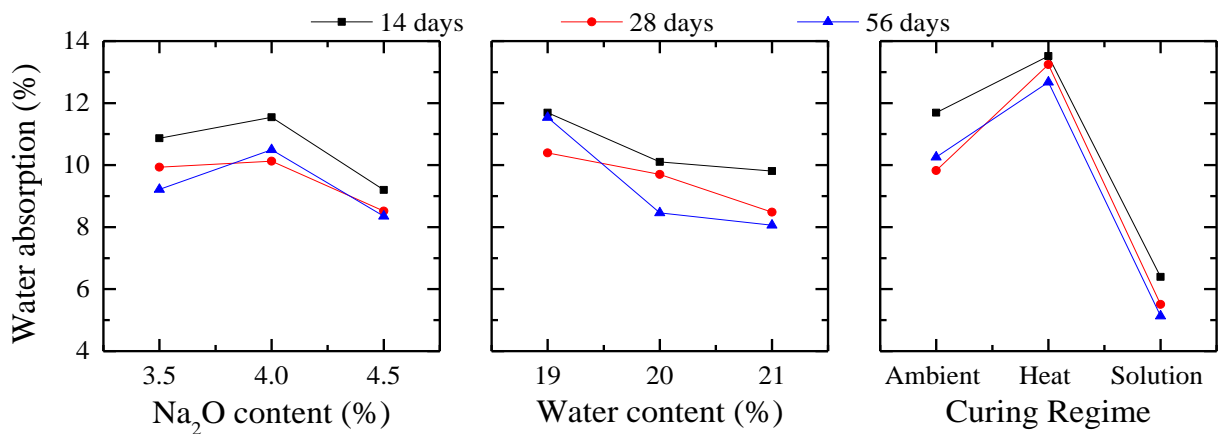 14 days 28 days 56 days
Water absorption (%)
14
12
10
8
6
4
3.5 4.0 4.5
19 20 21
Ambient Heat Solution
Na₂O content (%)
Water content (%)
Curing Regime